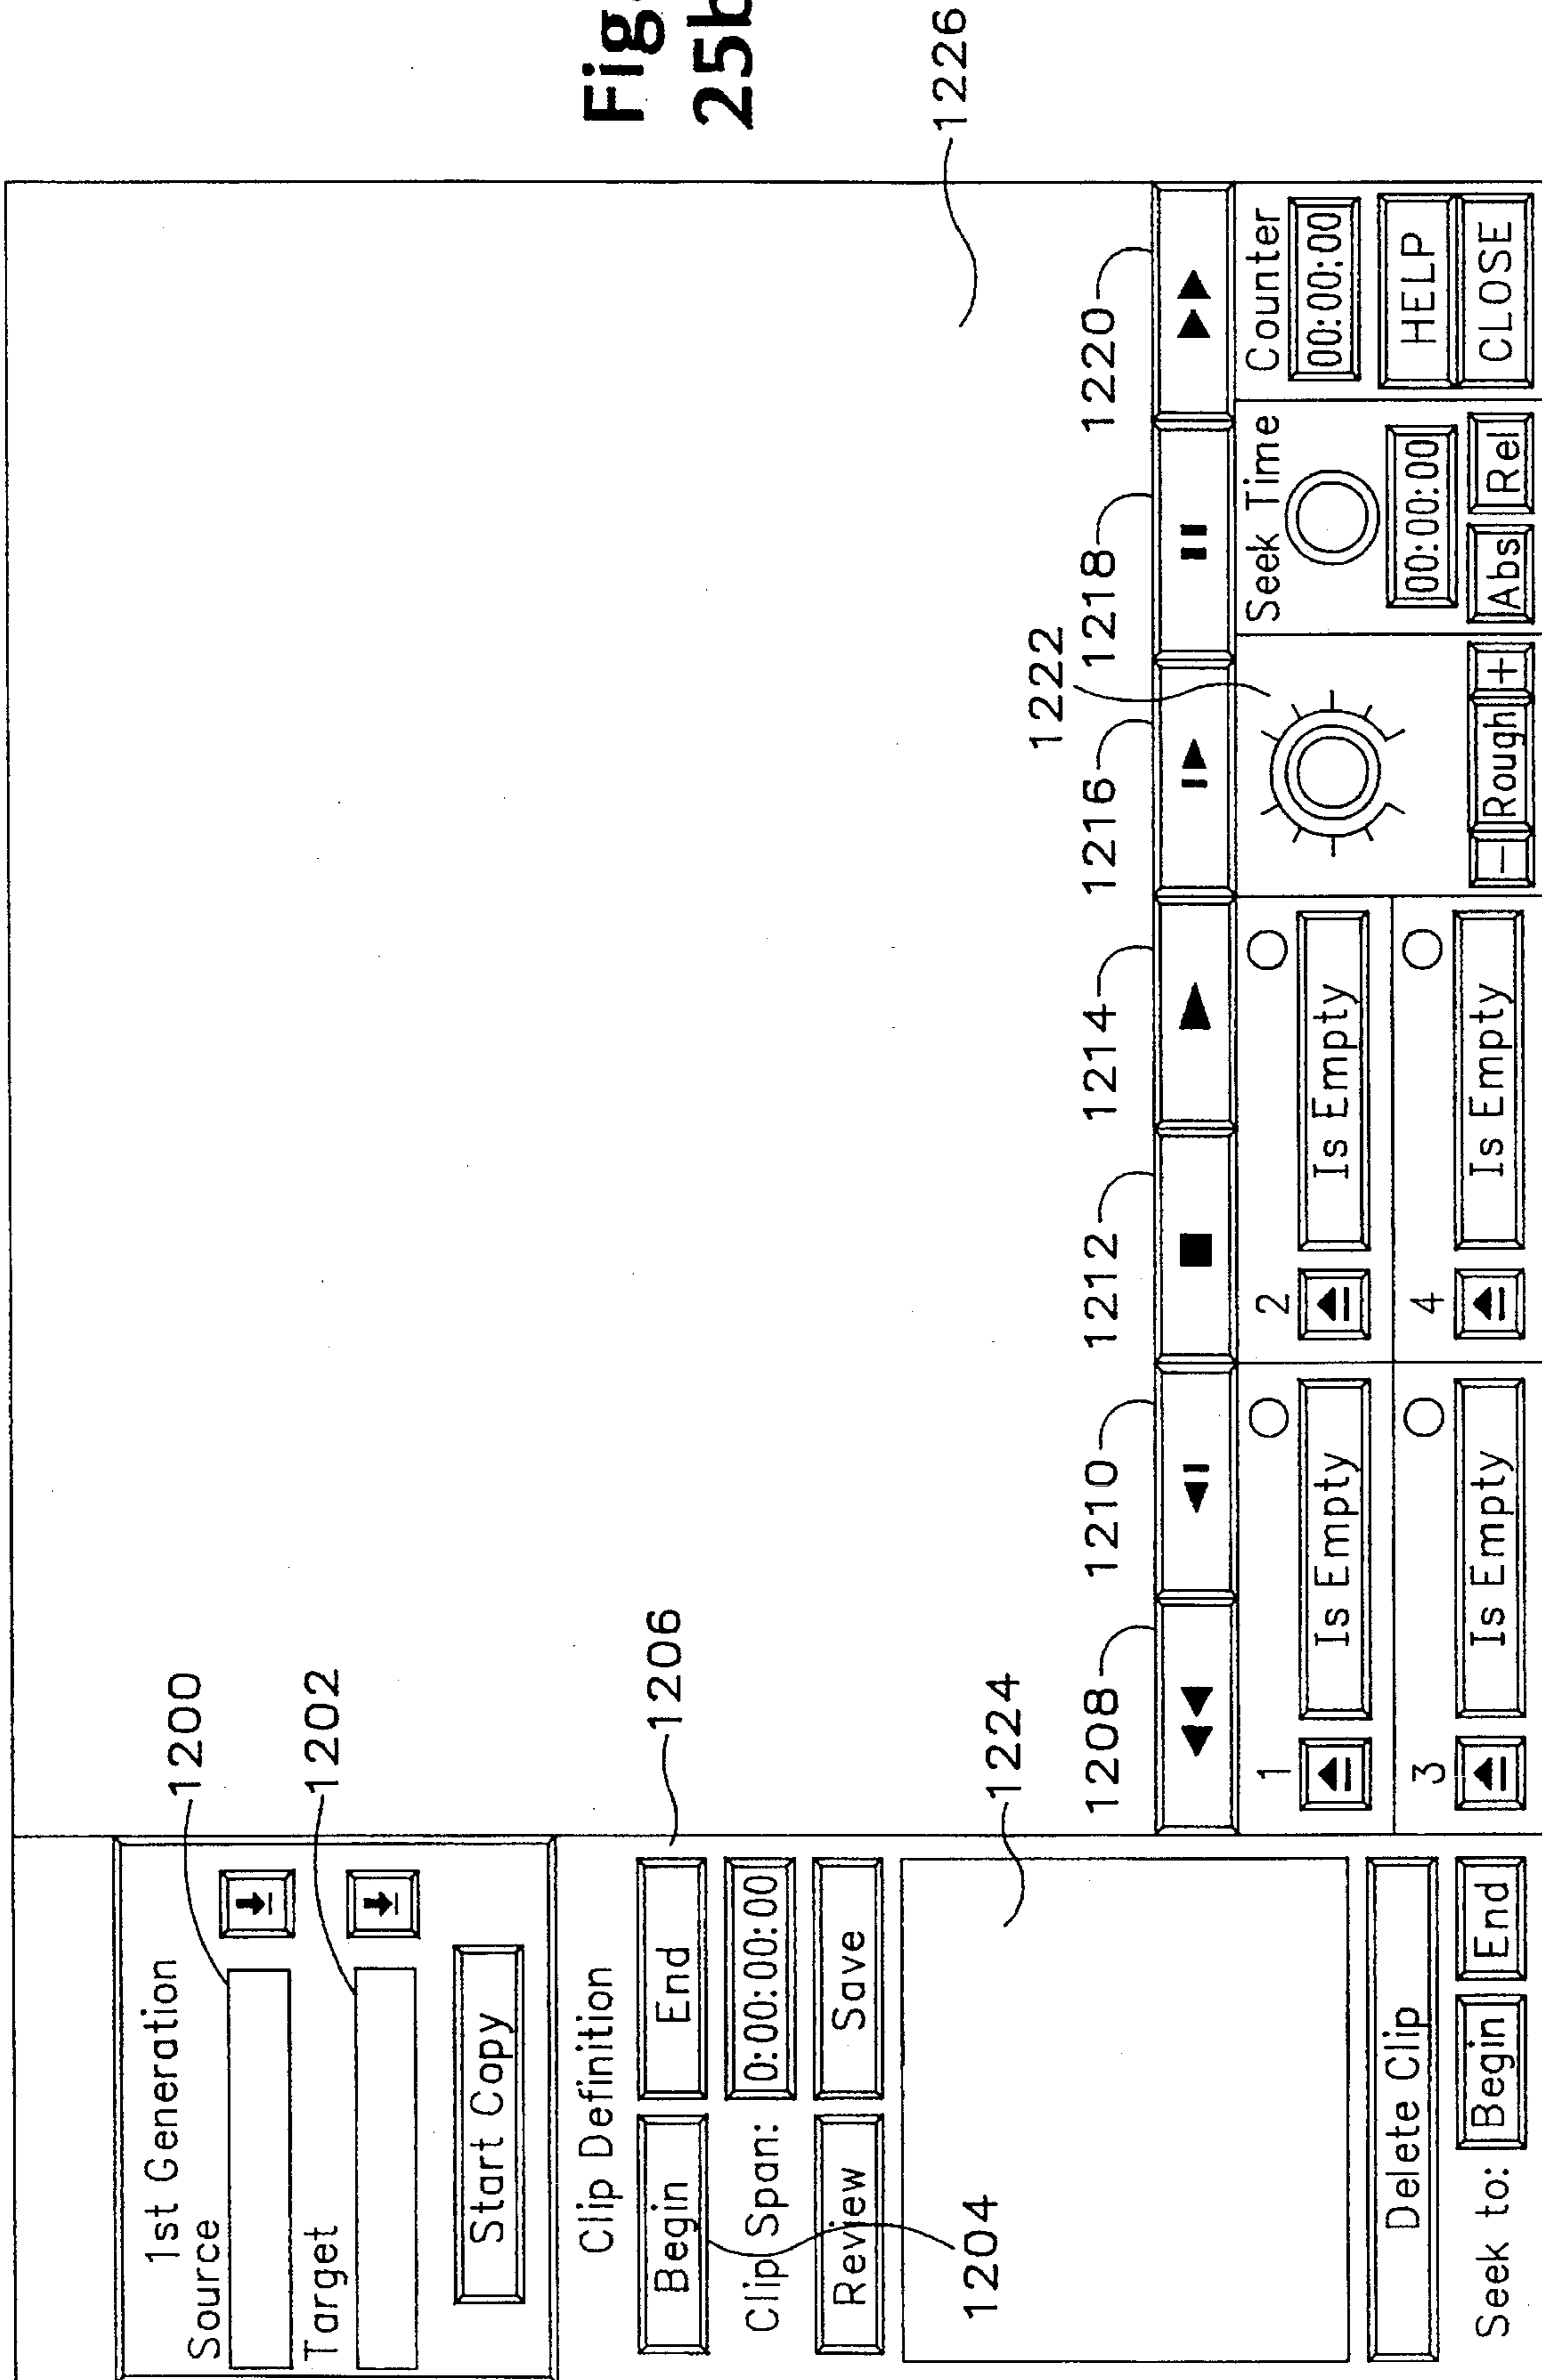 Fig.
25b
1st Generation
Source
1200
Target
1202
Start Copy
Clip Definition
Begin
End
1206
Clip Span:
0:00:00:00
Review
Save
1204
1224
1226
Delete Clip
Seek to:
Begin
End
1208
1210
1212
1214
1216
1218
1220
1222
1
Is Empty
2
Is Empty
3
Is Empty
4
Is Empty
- Rough +
Seek Time
00:00:00
Abs
Rel
Counter
00:00:00
HELP
CLOSE